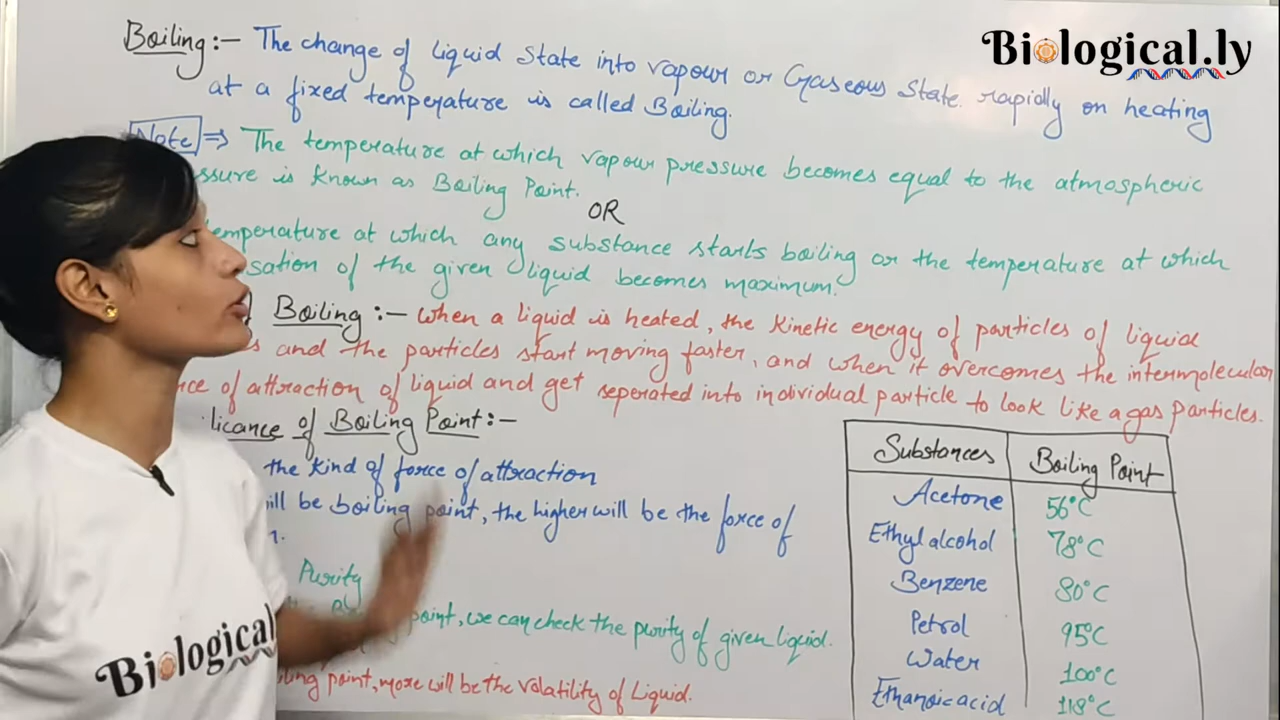 Biological.ly
Boiling:- The change of liquid State into vapour or Gaseous State rapidly on heating
at a fixed temperature is called Boiling.
Note ⇒ The temperature at which vapour pressure becomes equal to the atmospheric
ssure is Known as Boiling Point.
OR
temperature at which any substance starts boiling or the temperature at which
sation of the given liquid becomes maximum.
Boiling:- When a liquid is heated, the Kinetic energy of particles of liquid
s and the particles start moving faster, and when it overcomes the intermolecular
ce of attraction of liquid and get seperated into individual particle to look like a gas particles.
licance of Boiling Point:-
the Kind of force of attraction
ill be boiling point, the higher will be the force of
n.
Purity
point, we can check the purity of given liquid.
ling point, more will be the Volatility of Liquid.
Substances Boiling Point
Acetone 56°C
Ethyl alcohol 78°C
Benzene 80°C
Petrol 95°C
Water 100°C
Ethanoic acid 118°C
Biological